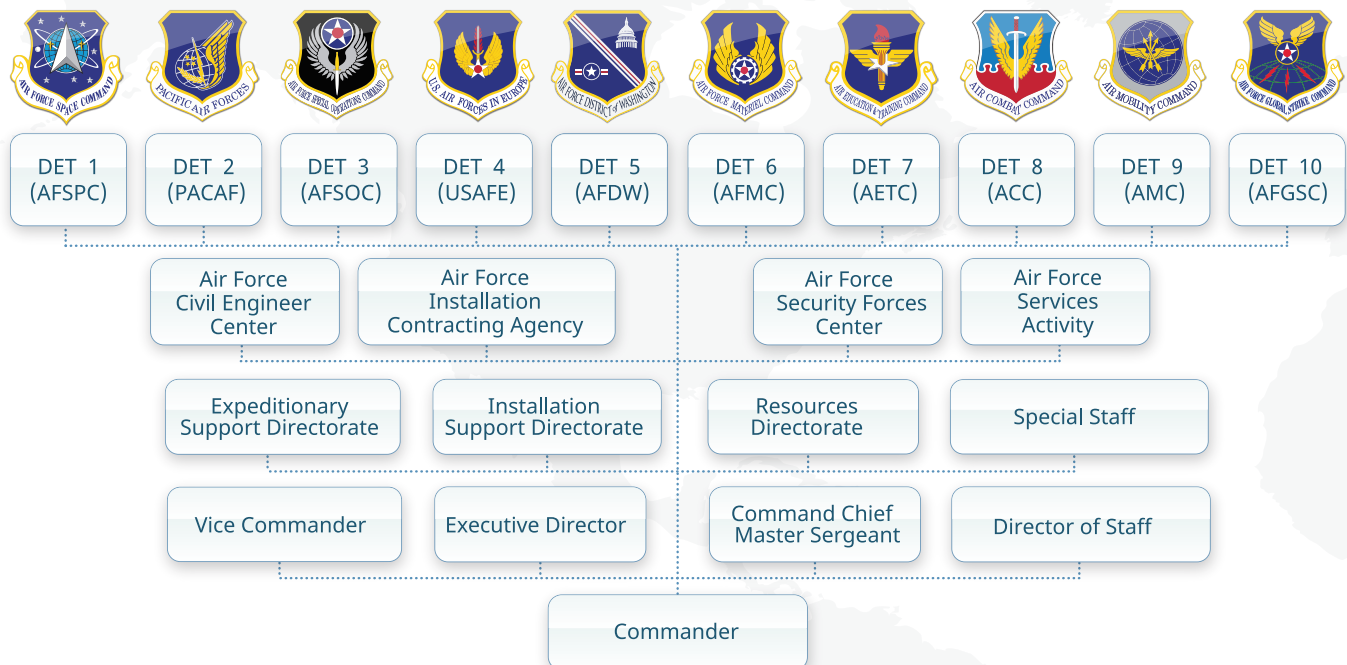 AIR FORCE SPACE COMMAND
PACIFIC AIR FORCES
AIR FORCE SPECIAL OPERATIONS COMMAND
U.S. AIR FORCES IN EUROPE
AIR FORCE DISTRICT OF WASHINGTON
AIR FORCE MATERIEL COMMAND
AIR EDUCATION & TRAINING COMMAND
AIR COMBAT COMMAND
AIR MOBILITY COMMAND
AIR FORCE GLOBAL STRIKE COMMAND
DET 1
(AFSPC)
DET 2
(PACAF)
DET 3
(AFSOC)
DET 4
(USAFE)
DET 5
(AFDW)
DET 6
(AFMC)
DET 7
(AETC)
DET 8
(ACC)
DET 9
(AMC)
DET 10
(AFGSC)
Air Force
Civil Engineer
Center
Air Force
Installation
Contracting Agency
Air Force
Security Forces
Center
Air Force
Services
Activity
Expeditionary
Support Directorate
Installation
Support Directorate
Resources
Directorate
Special Staff
Vice Commander
Executive Director
Command Chief
Master Sergeant
Director of Staff
Commander